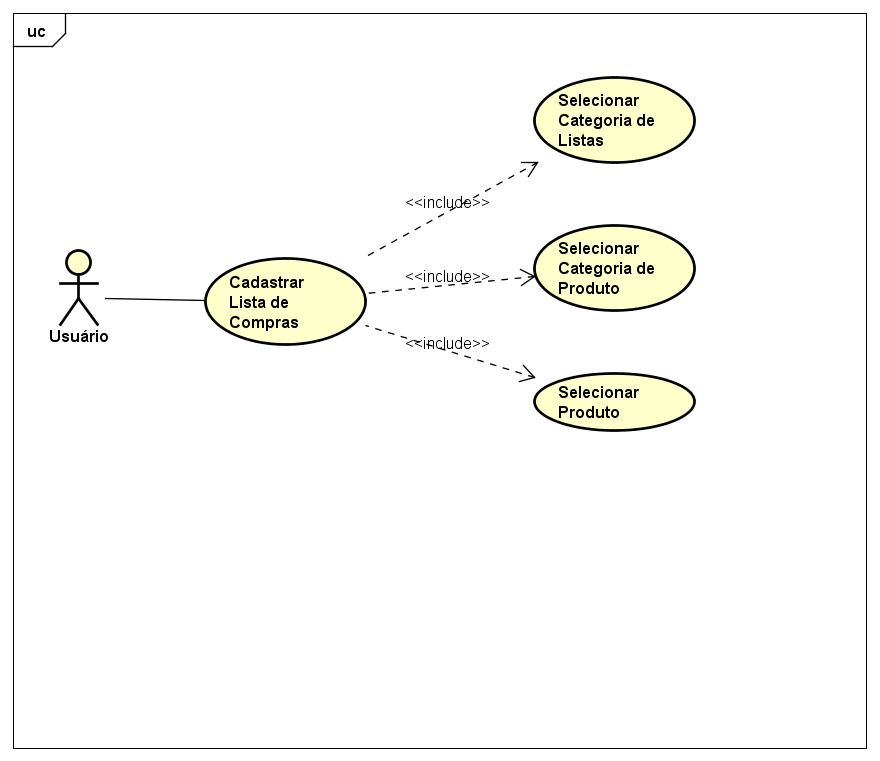 uc
Selecionar
Categoria de
Listas
<<include>>
Selecionar
Categoria de
Produto
<<include>>
Cadastrar
Lista de
Compras
Usuário
<<include>>
Selecionar
Produto